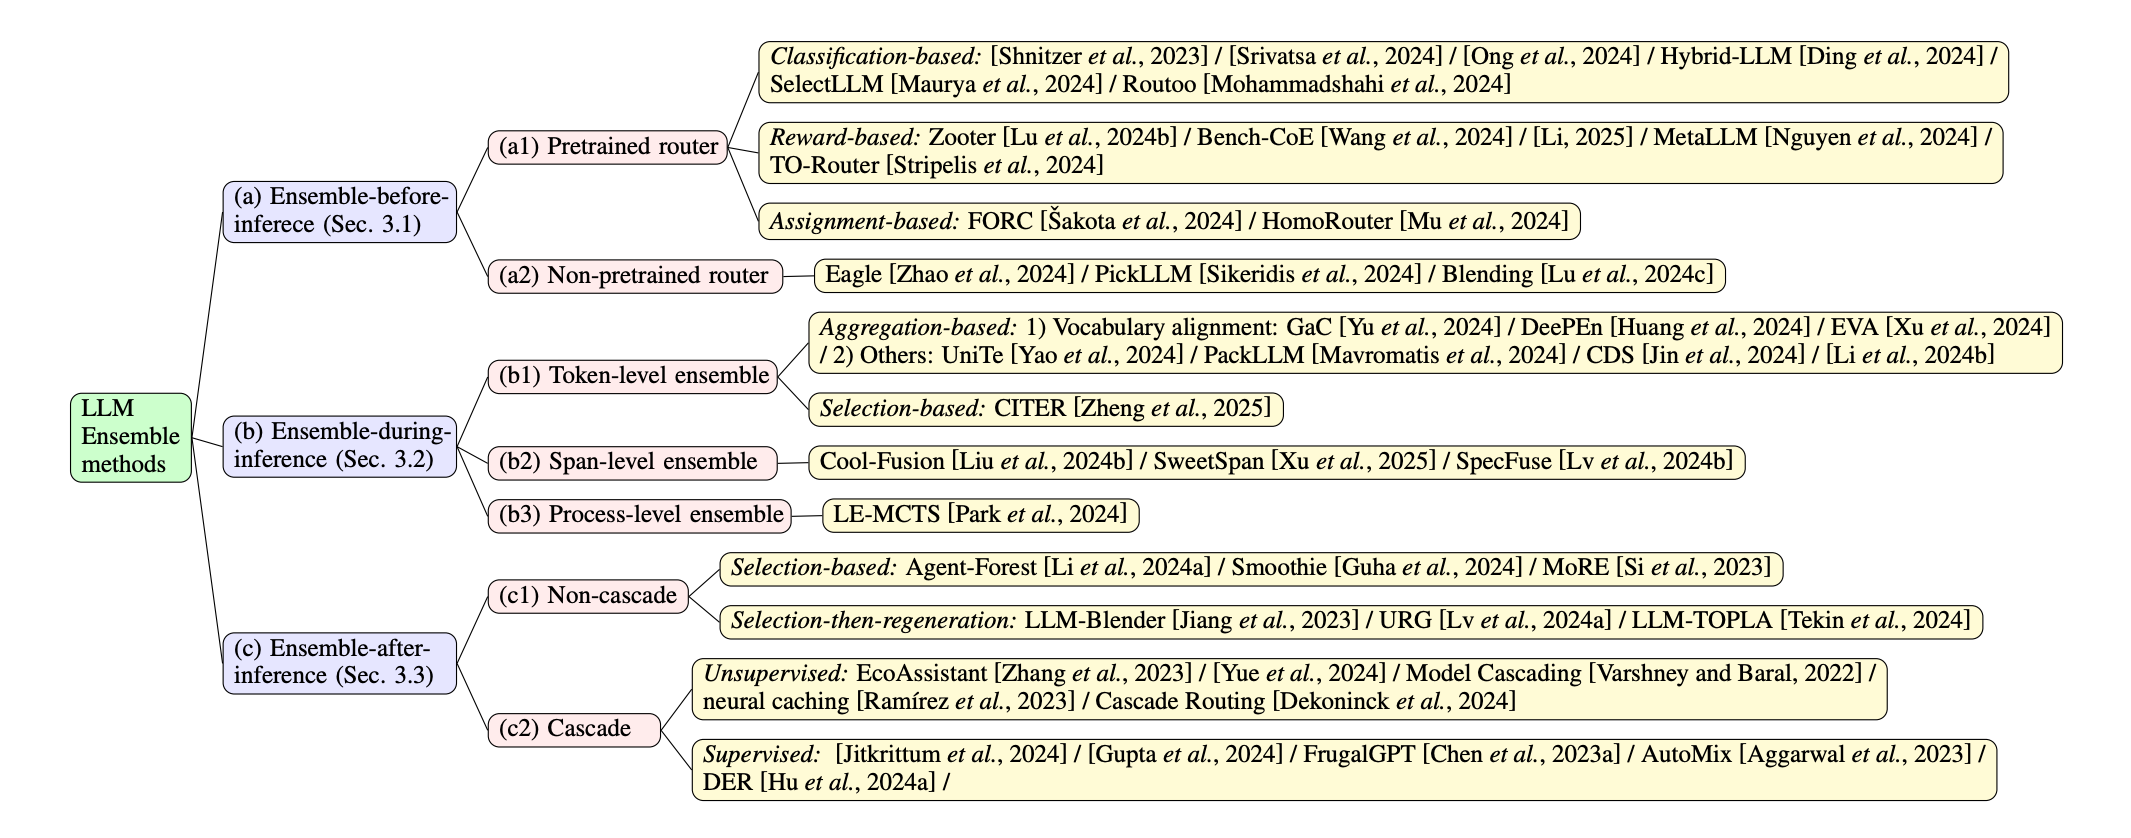 Classification-based: [Shnitzer et al., 2023] / [Srivatsa et al., 2024] / [Ong et al., 2024] / Hybrid-LLM [Ding et al., 2024] /
SelectLLM [Maurya et al., 2024] / Routoo [Mohammadshahi et al., 2024]
(a1) Pretrained router
Reward-based: Zooter [Lu et al., 2024b] / Bench-CoE [Wang et al., 2024] / [Li, 2025] / MetaLLM [Nguyen et al., 2024] /
TO-Router [Stripelis et al., 2024]
(a) Ensemble-before-
inferece (Sec. 3.1)
Assignment-based: FORC [Šakota et al., 2024] / HomoRouter [Mu et al., 2024]
(a2) Non-pretrained router
Eagle [Zhao et al., 2024] / PickLLM [Sikeridis et al., 2024] / Blending [Lu et al., 2024c]
Aggregation-based: 1) Vocabulary alignment: GaC [Yu et al., 2024] / DeePEn [Huang et al., 2024] / EVA [Xu et al., 2024]
/ 2) Others: UniTe [Yao et al., 2024] / PackLLM [Mavromatis et al., 2024] / CDS [Jin et al., 2024] / [Li et al., 2024b]
(b1) Token-level ensemble
Selection-based: CITER [Zheng et al., 2025]
LLM
Ensemble
methods
(b) Ensemble-during-
inference (Sec. 3.2)
(b2) Span-level ensemble
Cool-Fusion [Liu et al., 2024b] / SweetSpan [Xu et al., 2025] / SpecFuse [Lv et al., 2024b]
(b3) Process-level ensemble
LE-MCTS [Park et al., 2024]
Selection-based: Agent-Forest [Li et al., 2024a] / Smoothie [Guha et al., 2024] / MoRE [Si et al., 2023]
(c1) Non-cascade
Selection-then-regeneration: LLM-Blender [Jiang et al., 2023] / URG [Lv et al., 2024a] / LLM-TOPLA [Tekin et al., 2024]
(c) Ensemble-after-
inference (Sec. 3.3)
Unsupervised: EcoAssistant [Zhang et al., 2023] / [Yue et al., 2024] / Model Cascading [Varshney and Baral, 2022] /
neural caching [Ramírez et al., 2023] / Cascade Routing [Dekoninck et al., 2024]
(c2) Cascade
Supervised: [Jitkrittum et al., 2024] / [Gupta et al., 2024] / FrugalGPT [Chen et al., 2023a] / AutoMix [Aggarwal et al., 2023] /
DER [Hu et al., 2024a] /